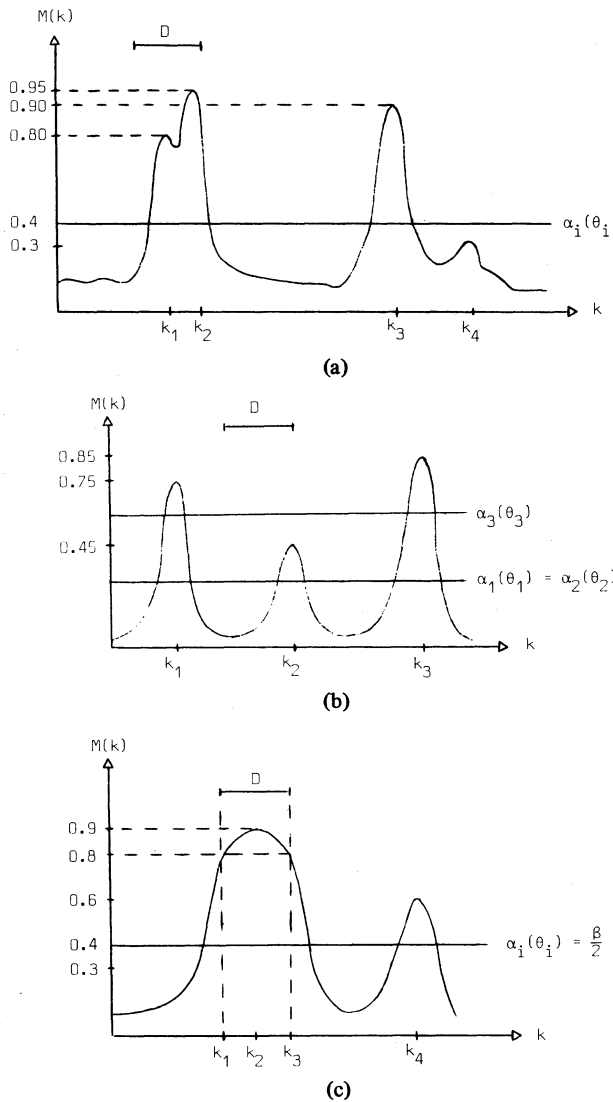 M(k)
D
0.95
0.90
0.80
0.4
αᵢ(θᵢ
0.3
k₁ k₂ k₃ k₄ k
(a)
M(k)
D
0.85
0.75
α₃(θ₃)
0.45
α₁(θ₁) = α₂(θ₂)
k₁ k₂ k₃ k
(b)
M(k)
D
0.9
0.8
0.6
0.4
αᵢ(θᵢ) = β/2
0.3
k₁ k₂ k₃ k₄ k
(c)